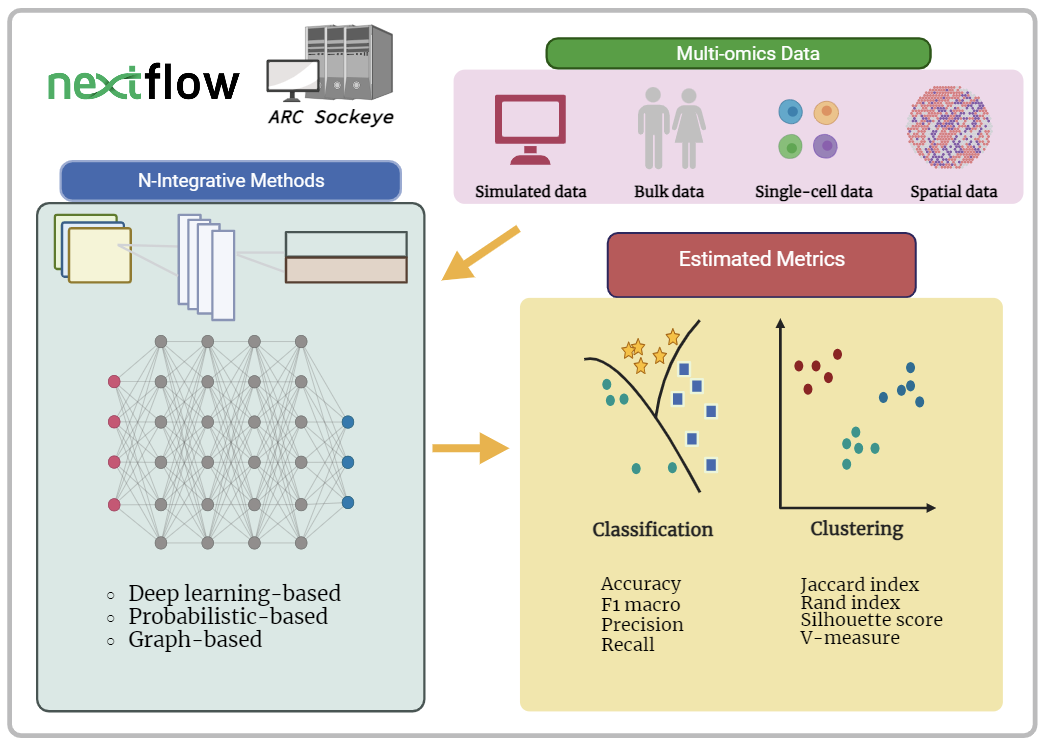 nextflow
ARC Sockeye
Multi-omics Data
Simulated data
Bulk data
Single-cell data
Spatial data
N-Integrative Methods
Deep learning-based
Probabilistic-based
Graph-based
Estimated Metrics
Classification
Accuracy
F1 macro
Precision
Recall
Clustering
Jaccard index
Rand index
Silhouette score
V-measure